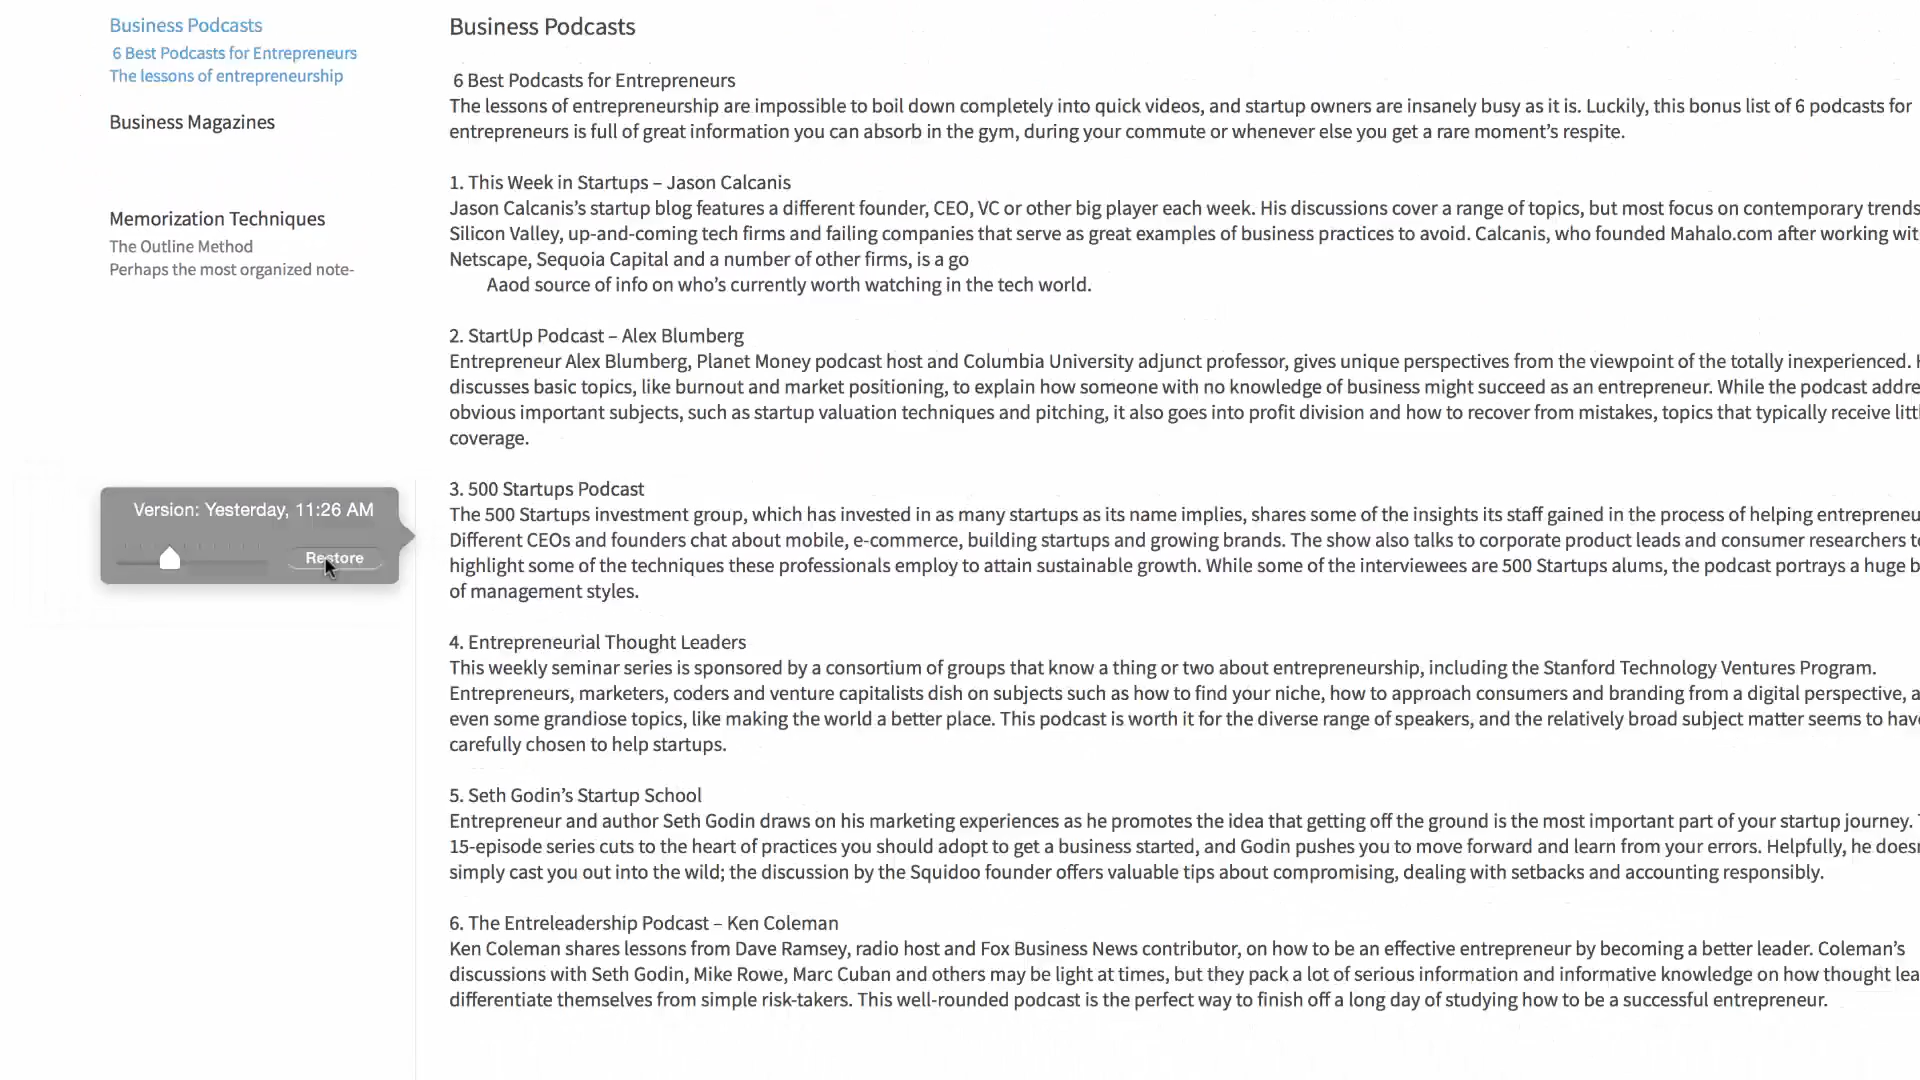 Business Podcasts
6 Best Podcasts for Entrepreneurs
The lessons of entrepreneurship
Business Magazines
Memorization Techniques
The Outline Method
Perhaps the most organized note-
Version: Yesterday, 11:26 AM
Restore
Business Podcasts
6 Best Podcasts for Entrepreneurs
The lessons of entrepreneurship are impossible to boil down completely into quick videos, and startup owners are insanely busy as it is. Luckily, this bonus list of 6 podcasts for
entrepreneurs is full of great information you can absorb in the gym, during your commute or whenever else you get a rare moment’s respite.
1. This Week in Startups – Jason Calcanis
Jason Calcanis’s startup blog features a different founder, CEO, VC or other big player each week. His discussions cover a range of topics, but most focus on contemporary trends
Silicon Valley, up-and-coming tech firms and failing companies that serve as great examples of business practices to avoid. Calcanis, who founded Mahalo.com after working
Netscape, Sequoia Capital and a number of other firms, is a go
Aaod source of info on who’s currently worth watching in the tech world.
2. StartUp Podcast – Alex Blumberg
Entrepreneur Alex Blumberg, Planet Money podcast host and Columbia University adjunct professor, gives unique perspectives from the viewpoint of the totally inexperienced.
discusses basic topics, like burnout and market positioning, to explain how someone with no knowledge of business might succeed as an entrepreneur. While the podcast
obvious important subjects, such as startup valuation techniques and pitching, it also goes into profit division and how to recover from mistakes, topics that typically receive
coverage.
3. 500 Startups Podcast
The 500 Startups investment group, which has invested in as many startups as its name implies, shares some of the insights its staff gained in the process of helping
Different CEOs and founders chat about mobile, e-commerce, building startups and growing brands. The show also talks to corporate product leads and consumer researchers
highlight some of the techniques these professionals employ to attain sustainable growth. While some of the interviewees are 500 Startups alums, the podcast portrays a huge
of management styles.
4. Entrepreneurial Thought Leaders
This weekly seminar series is sponsored by a consortium of groups that know a thing or two about entrepreneurship, including the Stanford Technology Ventures Program.
Entrepreneurs, marketers, coders and venture capitalists dish on subjects such as how to find your niche, how to approach consumers and branding from a digital perspective,
even some grandiose topics, like making the world a better place. This podcast is worth it for the diverse range of speakers, and the relatively broad subject matter seems to
carefully chosen to help startups.
5. Seth Godin’s Startup School
Entrepreneur and author Seth Godin draws on his marketing experiences as he promotes the idea that getting off the ground is the most important part of your startup journey.
15-episode series cuts to the heart of practices you should adopt to get a business started, and Godin pushes you to move forward and learn from your errors. Helpfully, he
simply cast you out into the wild; the discussion by the Squidoo founder offers valuable tips about compromising, dealing with setbacks and accounting responsibly.
6. The Entreleadership Podcast – Ken Coleman
Ken Coleman shares lessons from Dave Ramsey, radio host and Fox Business News contributor, on how to be an effective entrepreneur by becoming a better leader. Coleman’s
discussions with Seth Godin, Mike Rowe, Marc Cuban and others may be light at times, but they pack a lot of serious information and informative knowledge on how thought
differentiate themselves from simple risk-takers. This well-rounded podcast is the perfect way to finish off a long day of studying how to be a successful entrepreneur.